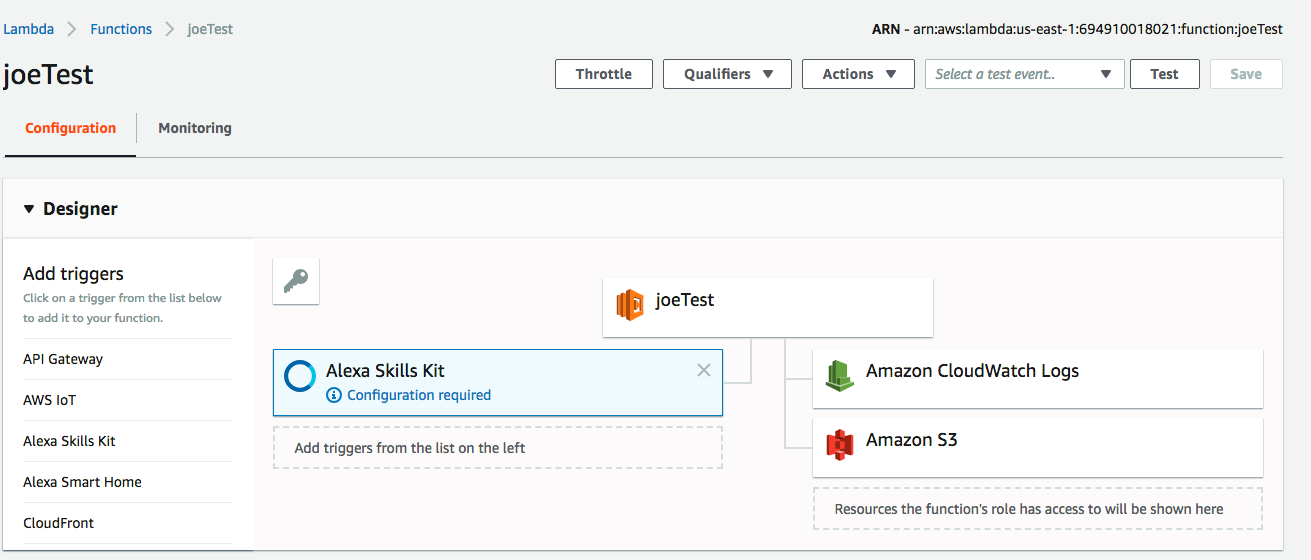 Lambda > Functions > joeTest
ARN - arn:aws:lambda:us-east-1:694910018021:function:joeTest
joeTest
Throttle Qualifiers Actions Select a test event.. Test Save
Configuration Monitoring
Designer
Add triggers
Click on a trigger from the list below
to add it to your function.
API Gateway
AWS IoT
Alexa Skills Kit
Alexa Smart Home
CloudFront
joeTest
Alexa Skills Kit
Configuration required
Add triggers from the list on the left
Amazon CloudWatch Logs
Amazon S3
Resources the function's role has access to will be shown here